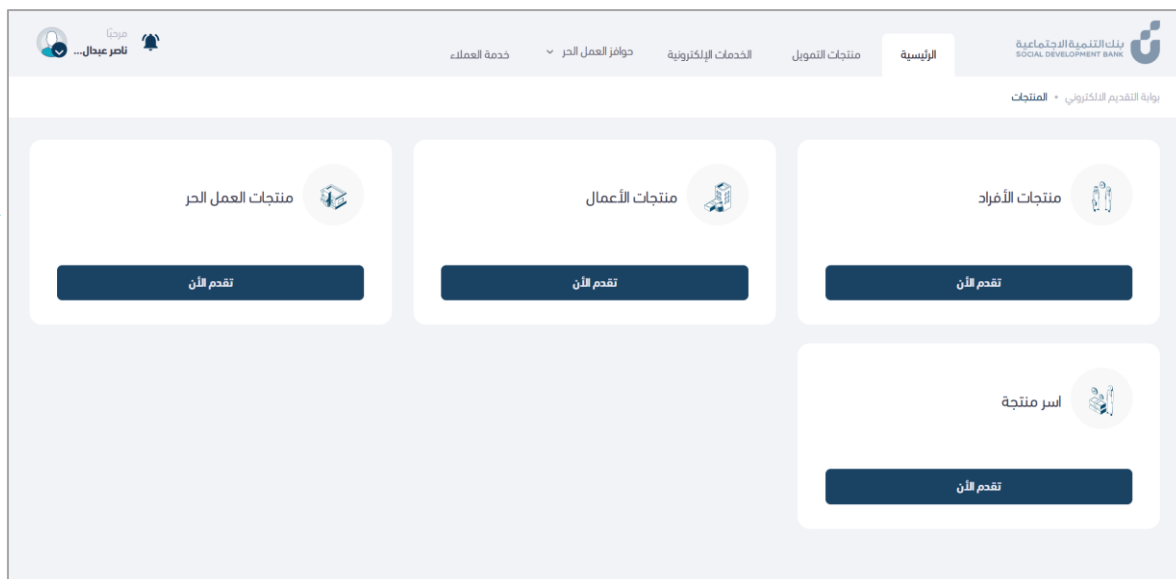 بنك التنمية الاجتماعية
SOCIAL DEVELOPMENT BANK
الرئيسية
منتجات التمويل
الخدمات الإلكترونية
حوافز العمل الحر
خدمة العملاء
مرحبًا
ناصر عبدال...
بوابة التقديم الالكتروني • المنتجات
منتجات الأفراد
تقدم الأن
منتجات الأعمال
تقدم الأن
منتجات العمل الحر
تقدم الأن
اسر منتجة
تقدم الأن